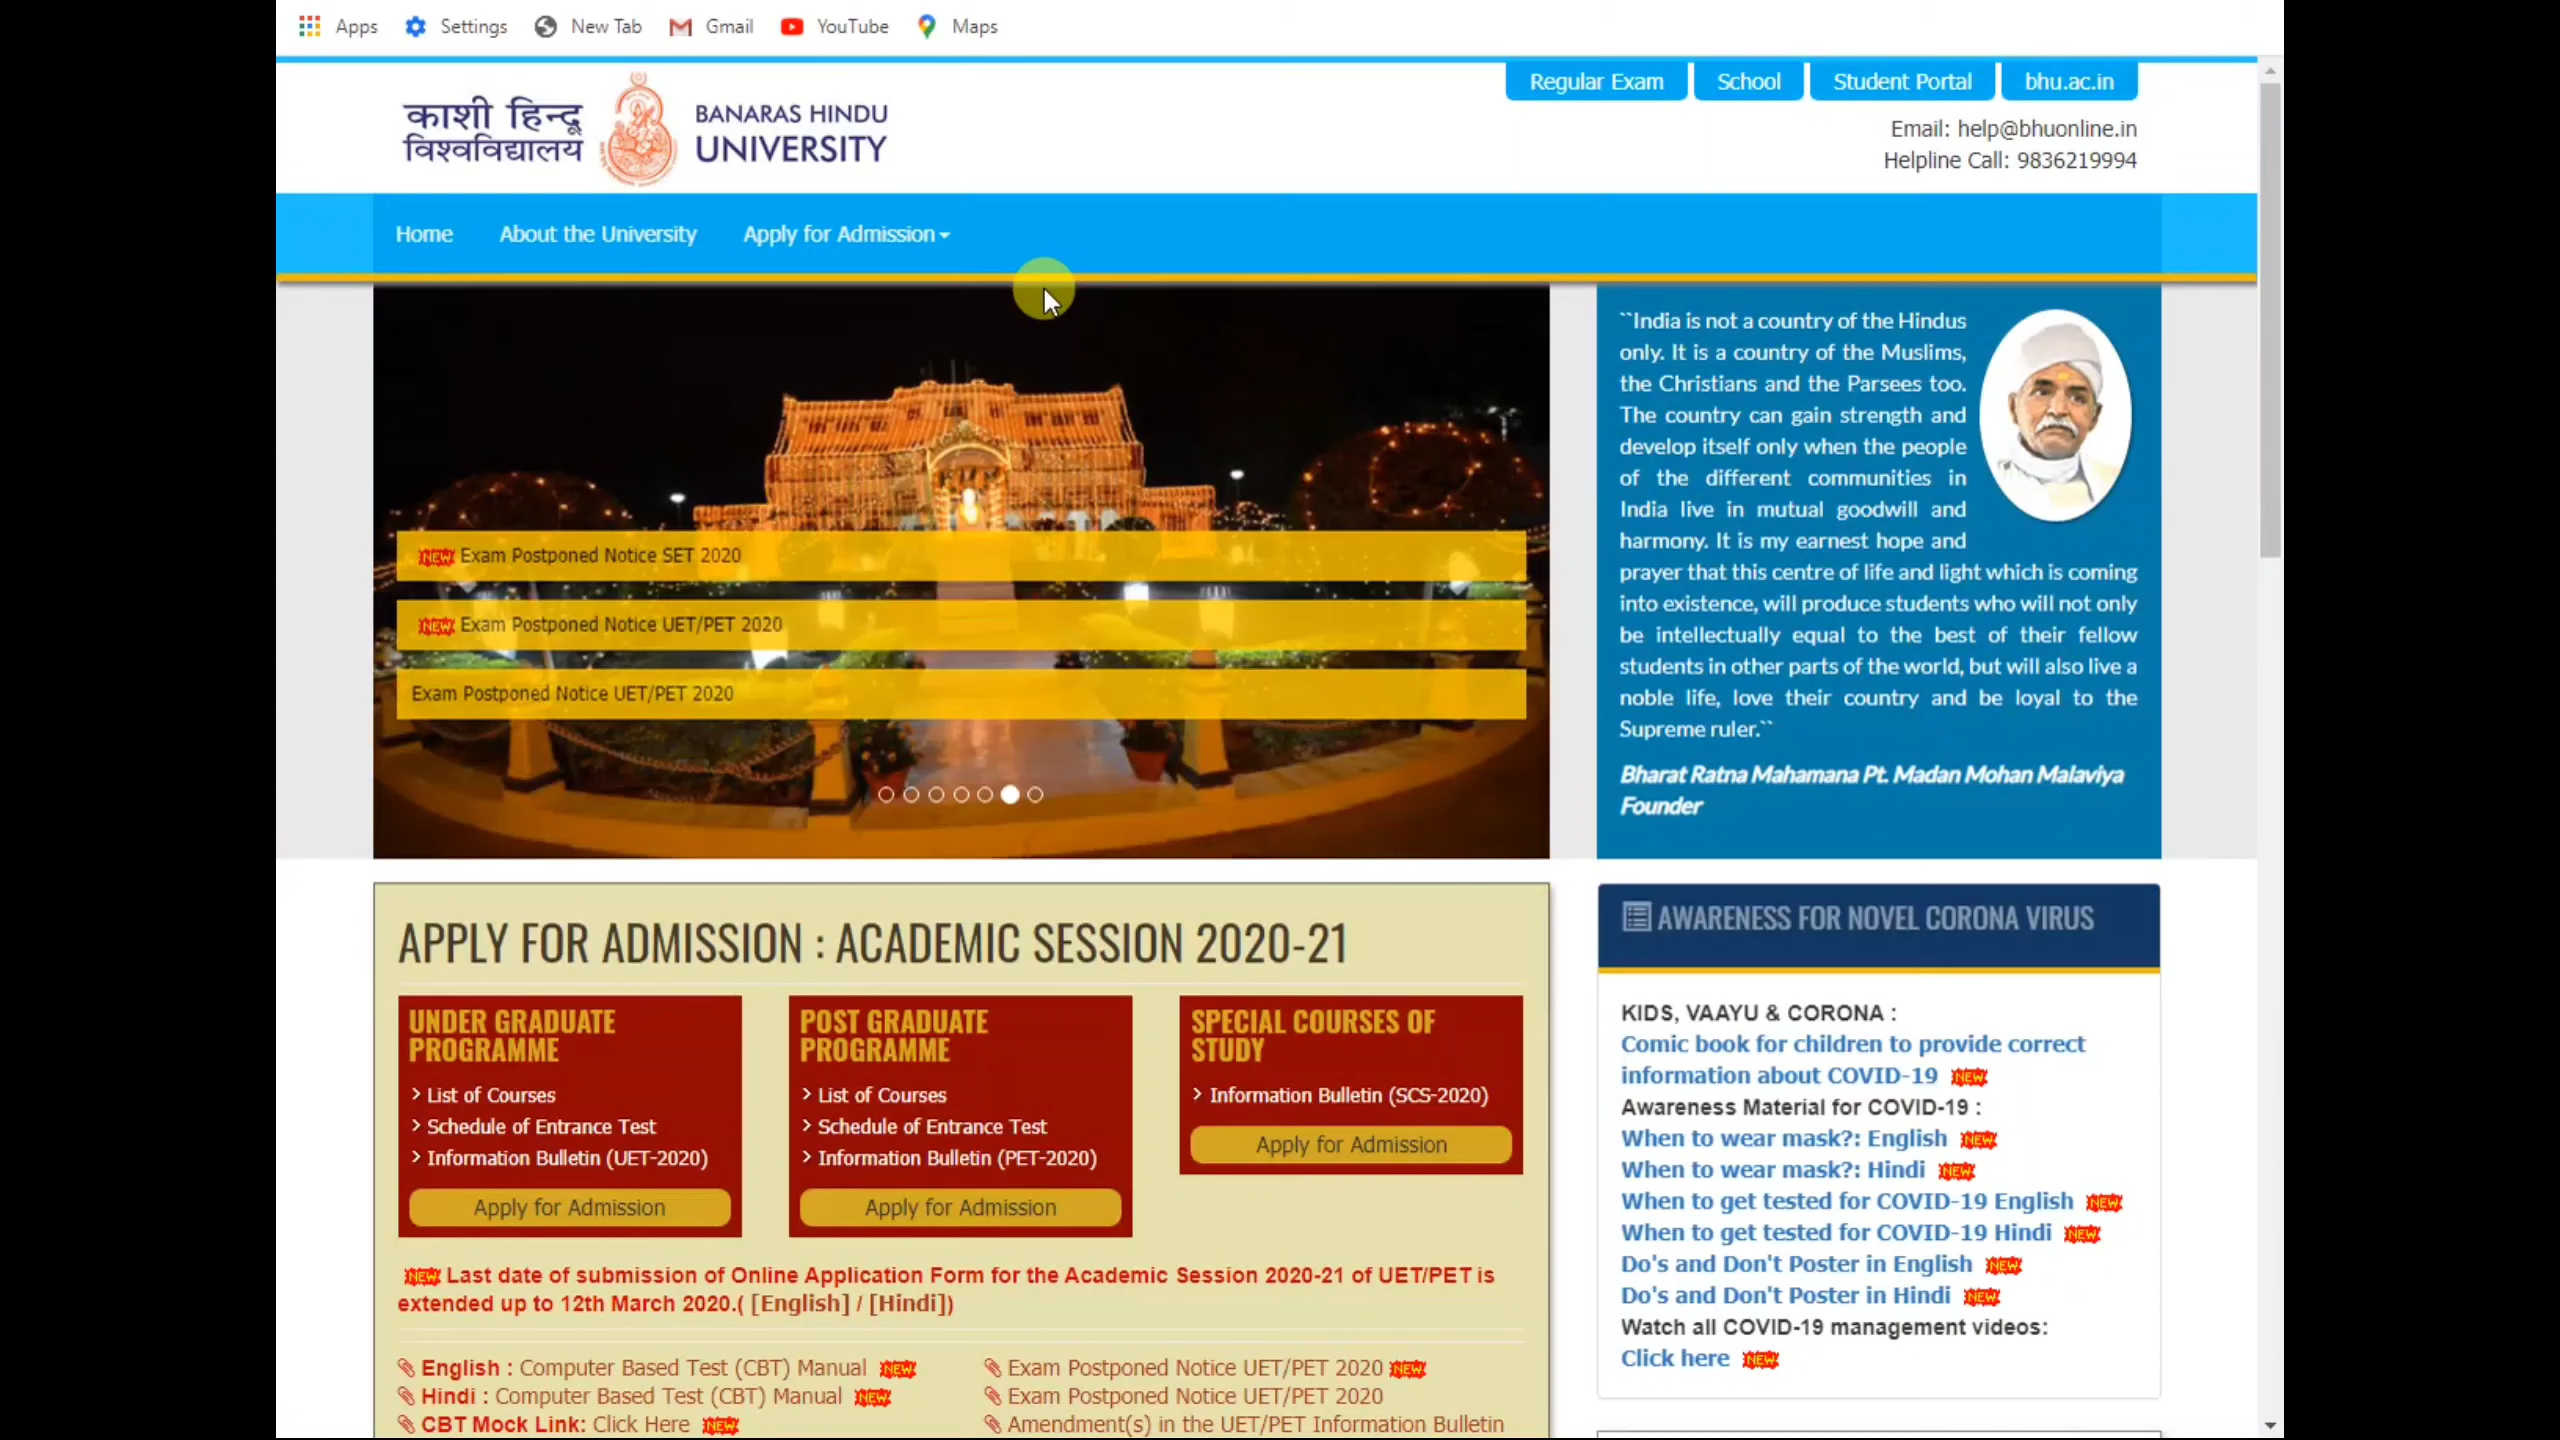 Apps Settings New Tab Gmail YouTube Maps
Regular Exam School Student Portal bhu.ac.in
काशी हिन्दू
विश्वविद्यालय
BANARAS HINDU
UNIVERSITY
Email: help@bhuonline.in
Helpline Call: 9836219994
Home About the University Apply for Admission
NEW Exam Postponed Notice SET 2020
NEW Exam Postponed Notice UET/PET 2020
Exam Postponed Notice UET/PET 2020
``India is not a country of the Hindus
only. It is a country of the Muslims,
the Christians and the Parsees too.
The country can gain strength and
develop itself only when the people
of the different communities in
India live in mutual goodwill and
harmony. It is my earnest hope and
prayer that this centre of life and light which is coming
into existence, will produce students who will not only
be intellectually equal to the best of their fellow
students in other parts of the world, but will also live a
noble life, love their country and be loyal to the
Supreme ruler.``
Bharat Ratna Mahamana Pt. Madan Mohan Malaviya
Founder
APPLY FOR ADMISSION : ACADEMIC SESSION 2020-21
UNDER GRADUATE
PROGRAMME
> List of Courses
> Schedule of Entrance Test
> Information Bulletin (UET-2020)
Apply for Admission
POST GRADUATE
PROGRAMME
> List of Courses
> Schedule of Entrance Test
> Information Bulletin (PET-2020)
Apply for Admission
SPECIAL COURSES OF
STUDY
> Information Bulletin (SCS-2020)
Apply for Admission
NEW Last date of submission of Online Application Form for the Academic Session 2020-21 of UET/PET is
extended up to 12th March 2020.( [English] / [Hindi])
English : Computer Based Test (CBT) Manual NEW
Hindi : Computer Based Test (CBT) Manual NEW
CBT Mock Link: Click Here NEW
Exam Postponed Notice UET/PET 2020 NEW
Exam Postponed Notice UET/PET 2020
Amendment(s) in the UET/PET Information Bulletin
AWARENESS FOR NOVEL CORONA VIRUS
KIDS, VAAYU & CORONA :
Comic book for children to provide correct
information about COVID-19 NEW
Awareness Material for COVID-19 :
When to wear mask?: English NEW
When to wear mask?: Hindi NEW
When to get tested for COVID-19 English NEW
When to get tested for COVID-19 Hindi NEW
Do's and Don't Poster in English NEW
Do's and Don't Poster in Hindi NEW
Watch all COVID-19 management videos:
Click here NEW